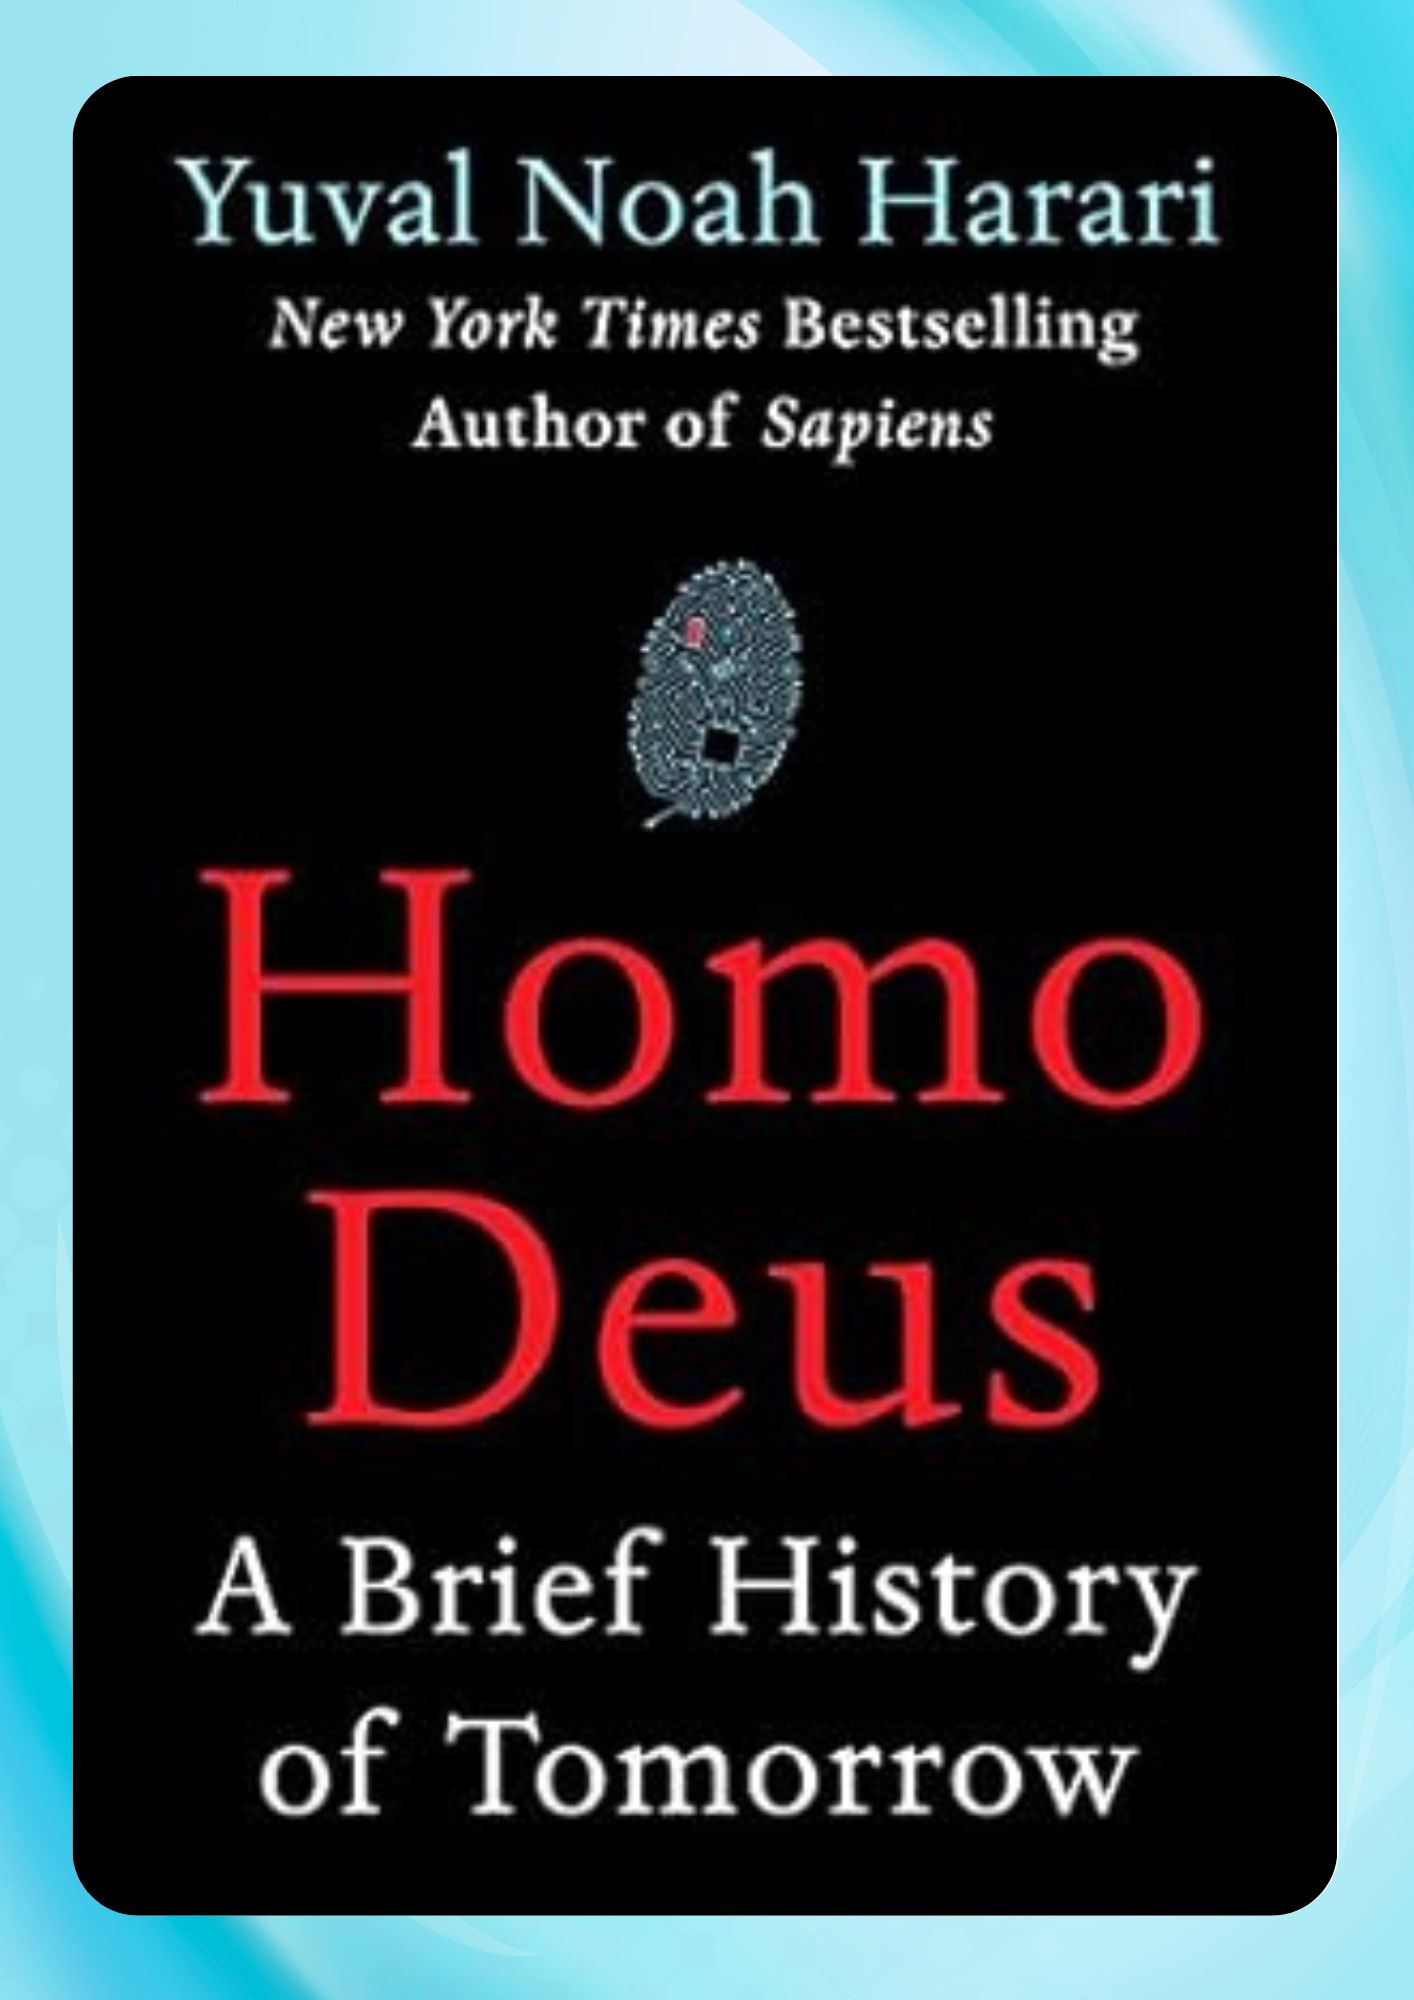 Yuval Noah Harari
New York Times Bestselling
Author of Sapiens
Homo
Deus
A Brief History
of Tomorrow